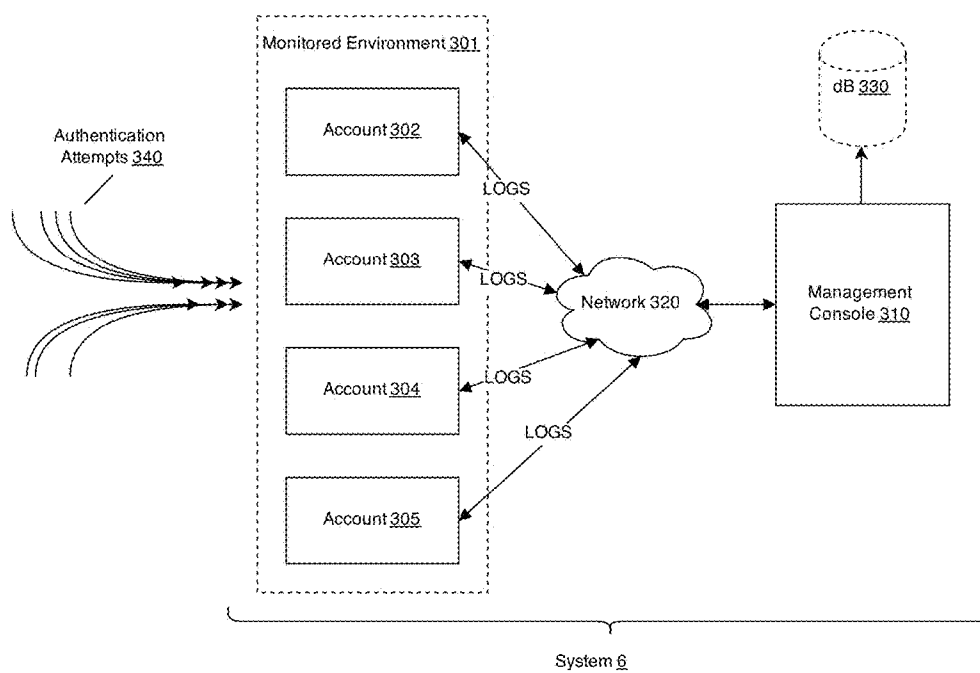 Monitored Environment 301
dB 330
Authentication
Attempts 340
Account 302
LOGS
Account 303
LOGS
Network 320
Management
Console 310
Account 304
LOGS
LOGS
Account 305
System 6